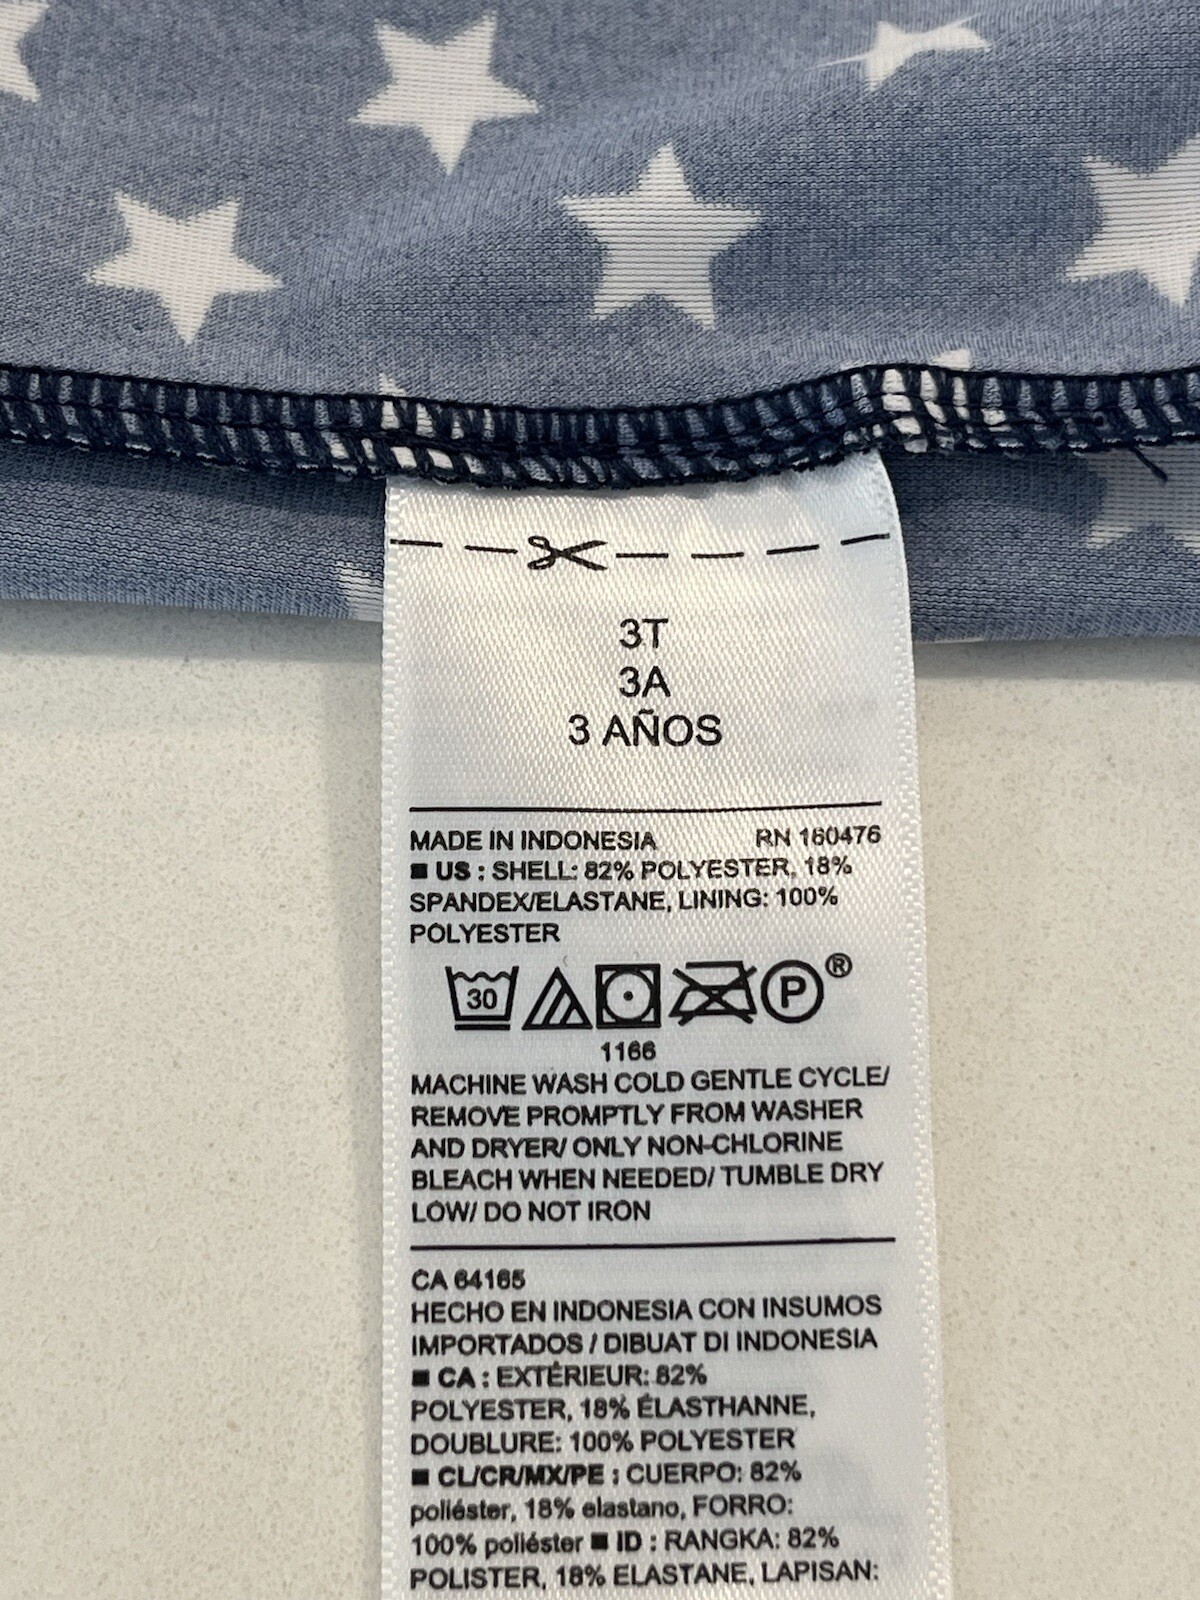 3T
3A
3 AÑOS
MADE IN INDONESIA RN 160476
■ US : SHELL: 82% POLYESTER, 18%
SPANDEX/ELASTANE, LINING: 100%
POLYESTER
30 P ®
1166
MACHINE WASH COLD GENTLE CYCLE/
REMOVE PROMPTLY FROM WASHER
AND DRYER/ ONLY NON-CHLORINE
BLEACH WHEN NEEDED/ TUMBLE DRY
LOW/ DO NOT IRON
CA 64165
HECHO EN INDONESIA CON INSUMOS
IMPORTADOS / DIBUAT DI INDONESIA
■ CA : EXTÉRIEUR: 82%
POLYESTER, 18% ÉLASTHANNE,
DOUBLURE: 100% POLYESTER
■ CL/CR/MX/PE : CUERPO: 82%
poliéster, 18% elastano, FORRO:
100% poliéster ■ ID : RANGKA: 82%
POLISTER, 18% ELASTANE, LAPISAN: